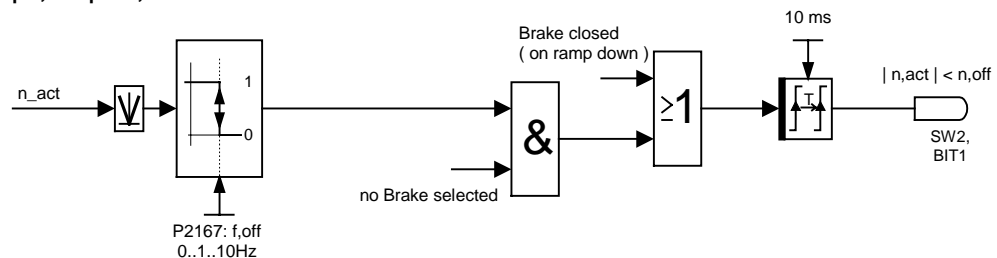 10 ms
Brake closed
( on ramp down )
| n,act | < n,off
n_act
1
0
&
≥1
T
SW2,
BIT1
no Brake selected
P2167: f,off
0..1..10Hz